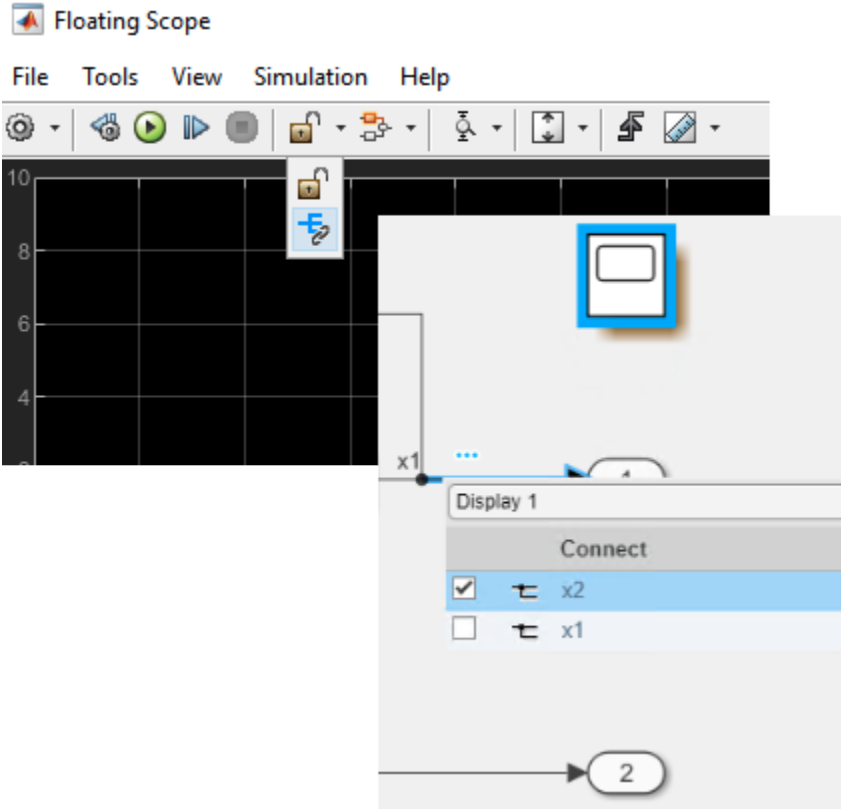 Floating Scope
File Tools View Simulation Help
10
8
6
4
x1
Display 1
Connect
x2
x1
2